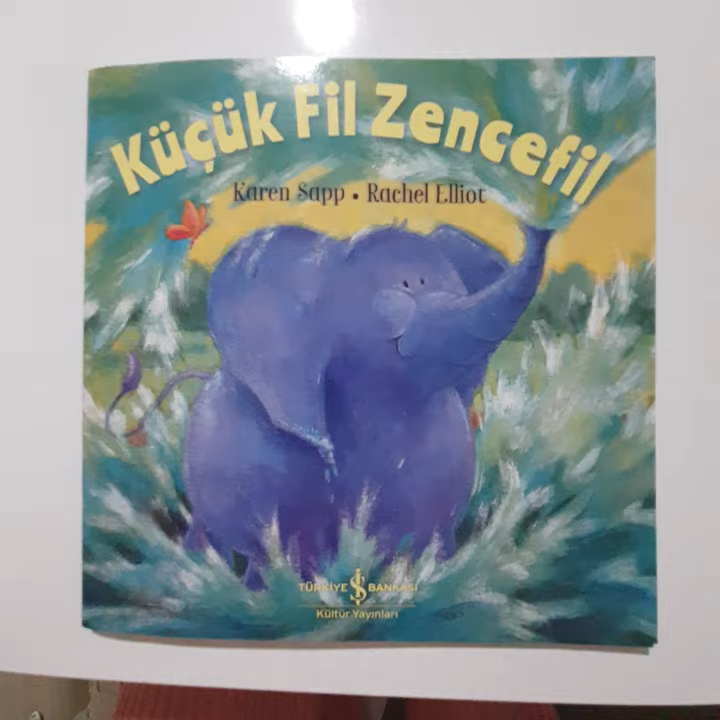 Küçük Fil Zencefil
Karen Sapp • Rachel Elliot
TÜRKİYE İŞ BANKASI
Kültür Yayınları